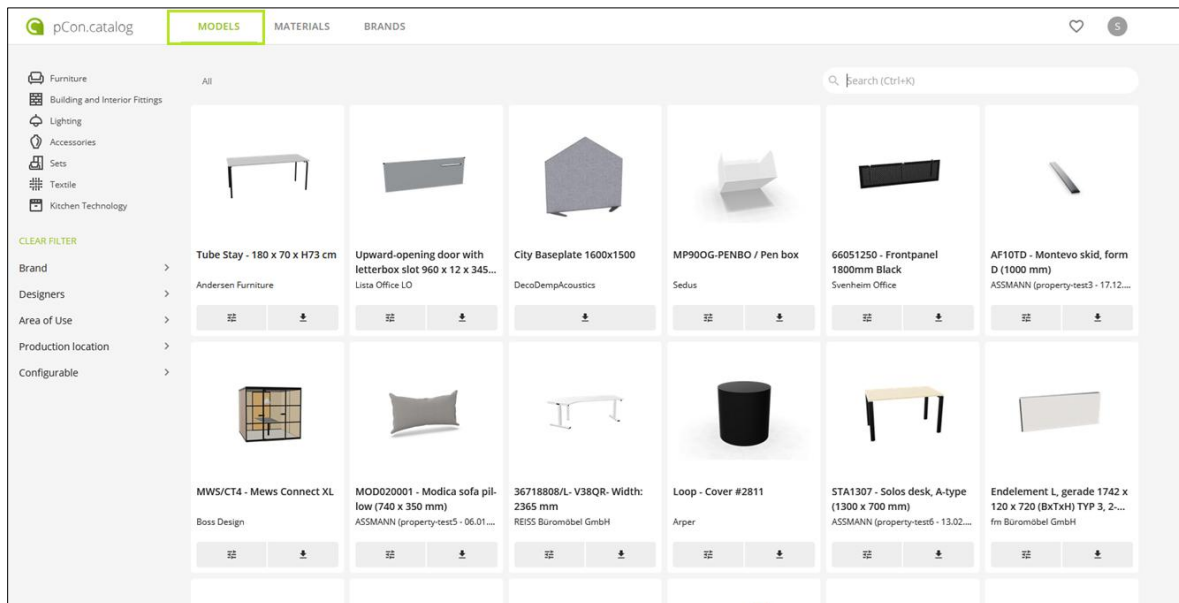 pCon.catalog
MODELS
MATERIALS
BRANDS
S
Furniture
Building and Interior Fittings
Lighting
Accessories
Sets
Textile
Kitchen Technology
CLEAR FILTER
Brand
Designers
Area of Use
Production location
Configurable
All
Search (Ctrl+K)
Tube Stay - 180 x 70 x H73 cm
Andersen Furniture
Upward-opening door with
letterbox slot 960 x 12 x 345...
Lista Office LO
City Baseplate 1600x1500
DecoDempAcoustics
MP90OG-PENBO / Pen box
Sedus
66051250 - Frontpanel
1800mm Black
Svenheim Office
AF10TD - Montevo skid, form
D (1000 mm)
ASSMANN (property-test3 - 17.12....
MWS/CT4 - Mews Connect XL
Boss Design
MOD020001 - Modica sofa pil-
low (740 x 350 mm)
ASSMANN (property-test5 - 06.01....
36718808/L- V38QR- Width:
2365 mm
REISS Büromöbel GmbH
Loop - Cover #2811
Arper
STA1307 - Solos desk, A-type
(1300 x 700 mm)
ASSMANN (property-test6 - 13.02....
Endelement L, gerade 1742 x
120 x 720 (BxTxH) TYP 3, 2-...
fm Büromöbel GmbH